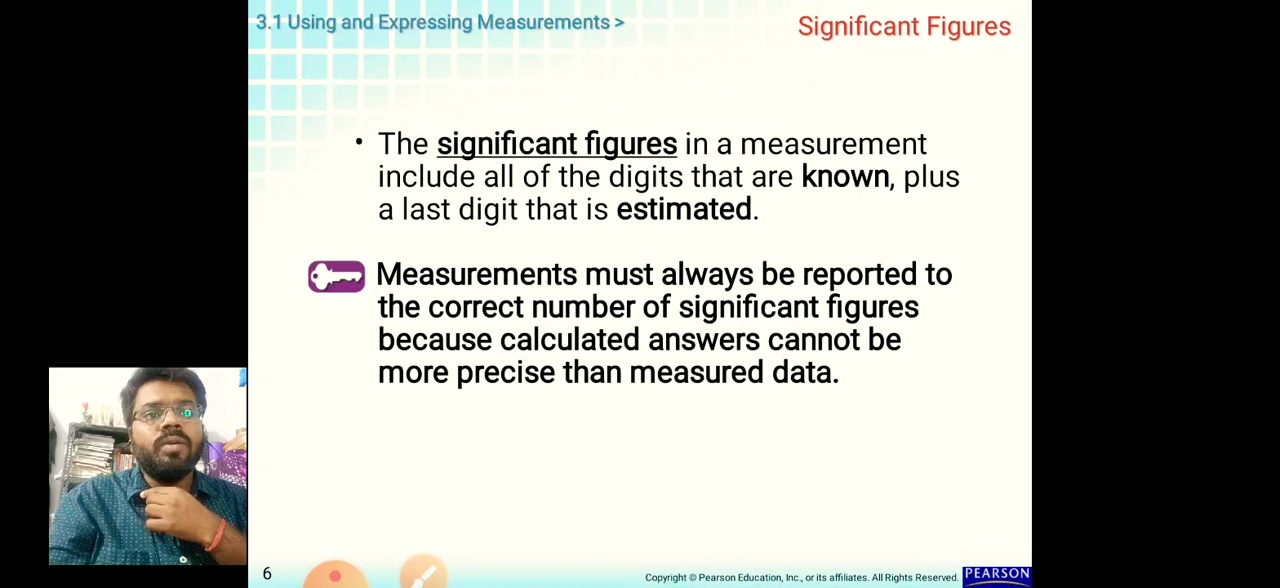 3.1 Using and Expressing Measurements >
Significant Figures
• The significant figures in a measurement
include all of the digits that are known, plus
a last digit that is estimated.
Measurements must always be reported to
the correct number of significant figures
because calculated answers cannot be
more precise than measured data.
6
Copyright © Pearson Education, Inc., or its affiliates. All Rights Reserved.
PEARSON